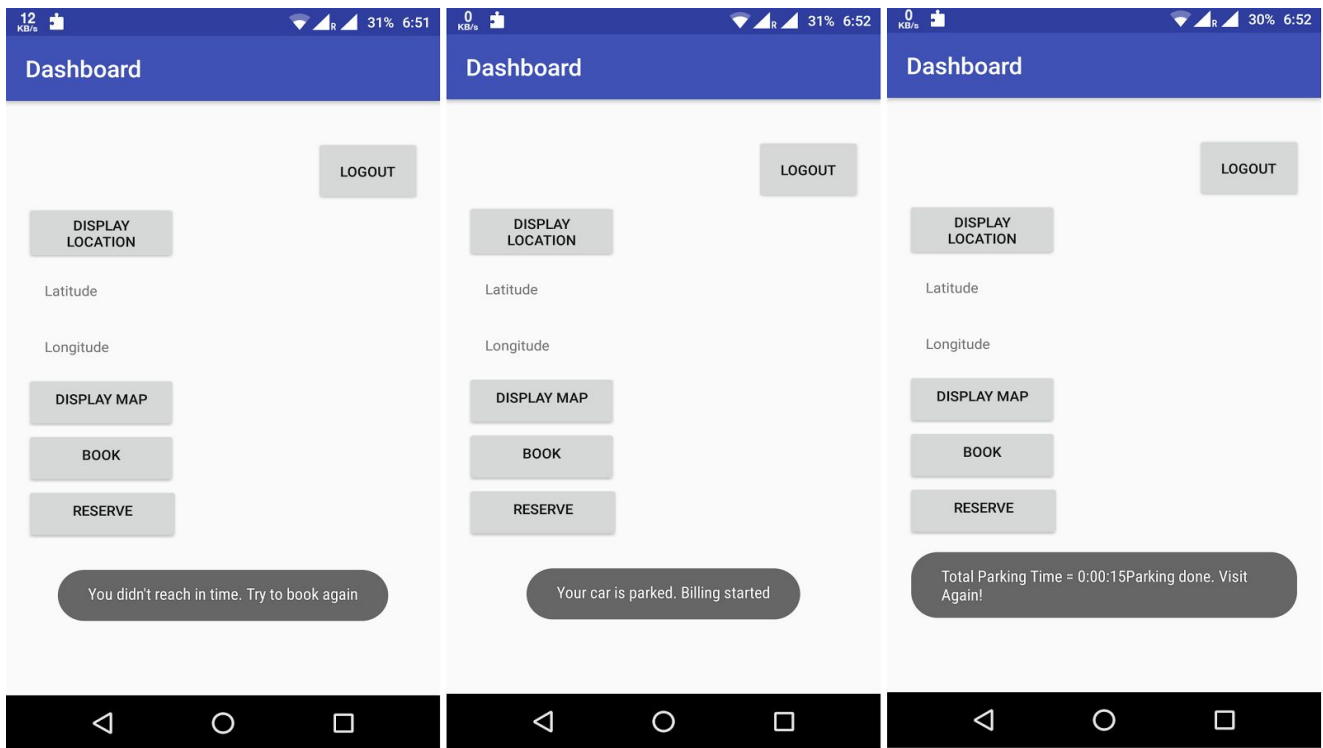 12
KB/s
R
31% 6:51
Dashboard
LOGOUT
DISPLAY
LOCATION
Latitude
Longitude
DISPLAY MAP
BOOK
RESERVE
You didn't reach in time. Try to book again
0
KB/s
R
31% 6:52
Dashboard
LOGOUT
DISPLAY
LOCATION
Latitude
Longitude
DISPLAY MAP
BOOK
RESERVE
Your car is parked. Billing started
0
KB/s
R
30% 6:52
Dashboard
LOGOUT
DISPLAY
LOCATION
Latitude
Longitude
DISPLAY MAP
BOOK
RESERVE
Total Parking Time = 0:00:15Parking done. Visit
Again!